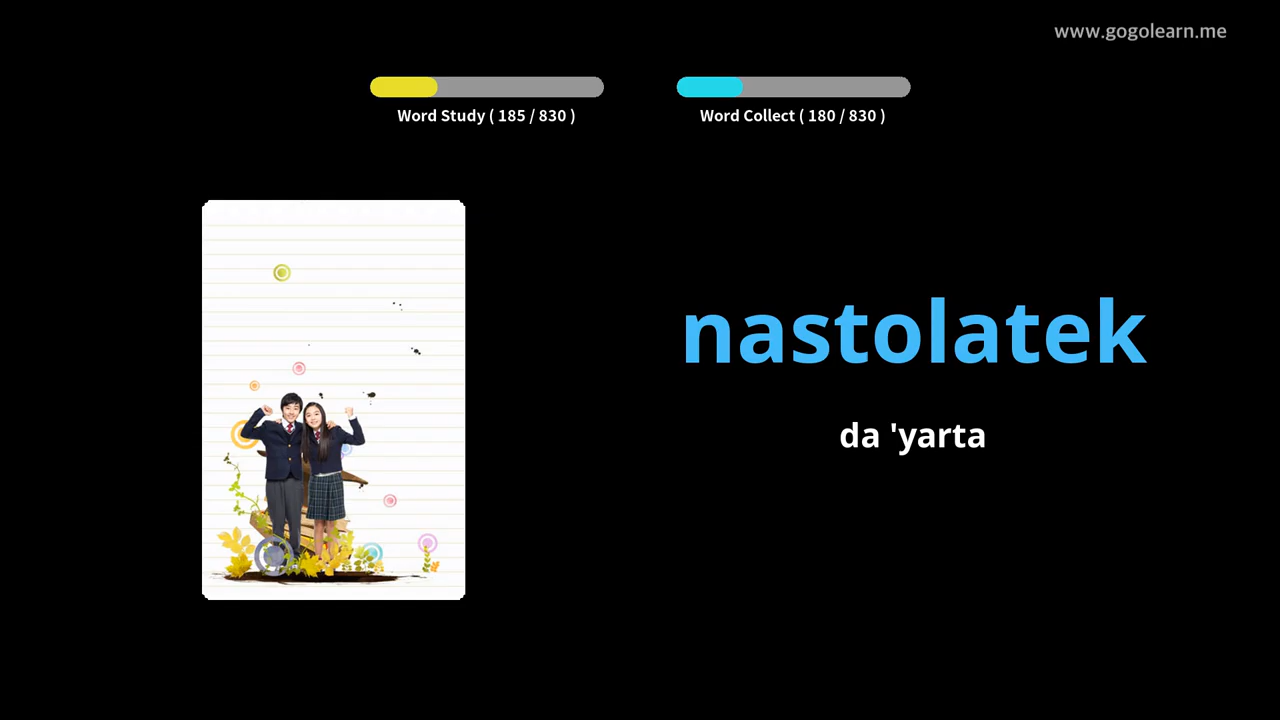 www.gogolearn.me
Word Study ( 185 / 830 )
Word Collect ( 180 / 830 )
nastolatek
da 'yarta